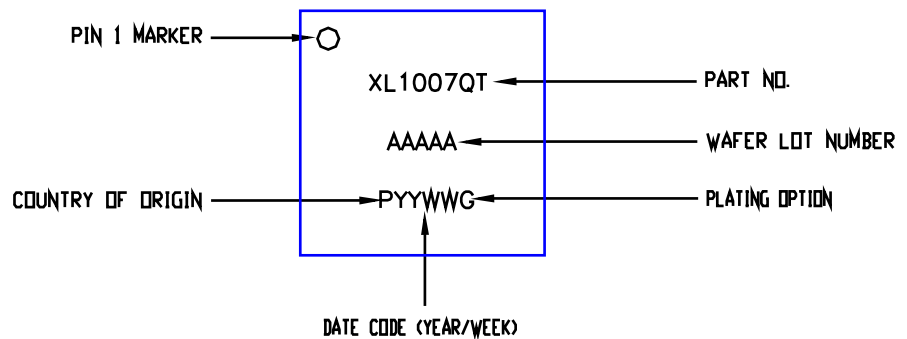 PIN 1 MARKER
XL1007QT
PART NO.
AAAAA
WAFER LOT NUMBER
COUNTRY OF ORIGIN
PYYWWG
PLATING OPTION
DATE CODE (YEAR/WEEK)